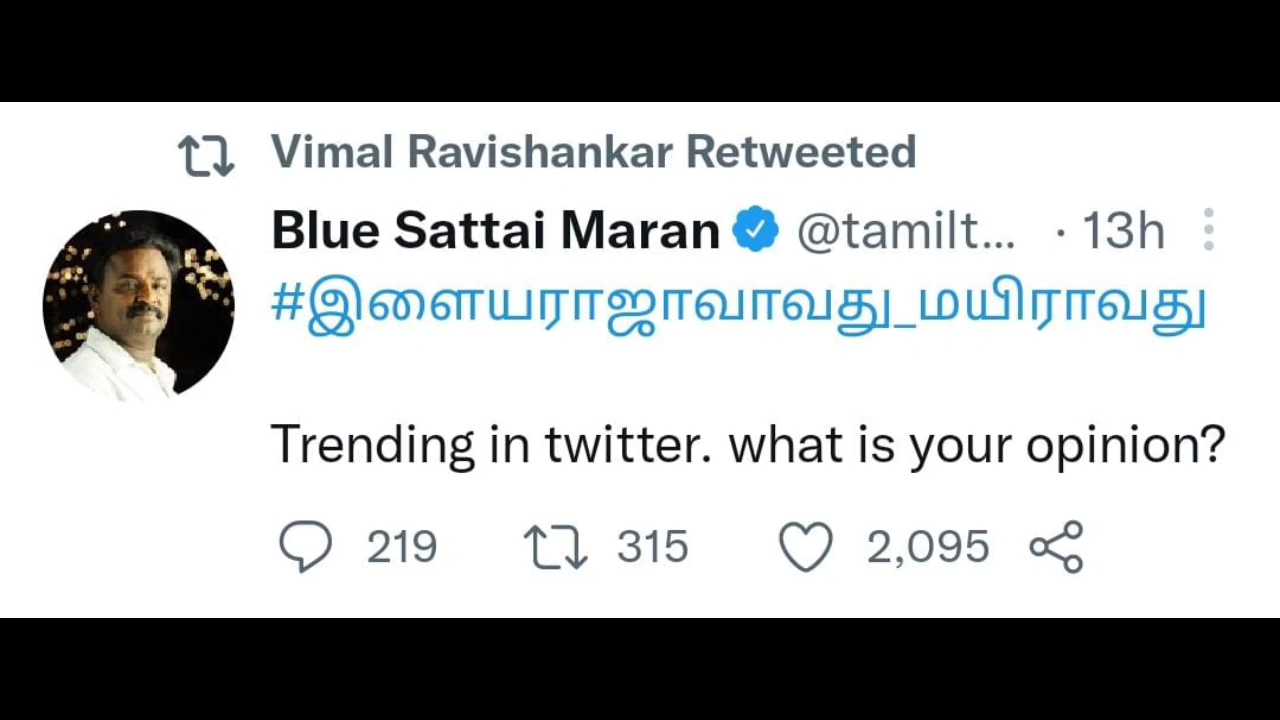 Vimal Ravishankar Retweeted
Blue Sattai Maran @tamilt... · 13h
#இளையராஜாவாவது_மயிராவது
Trending in twitter. what is your opinion?
219 315 2,095